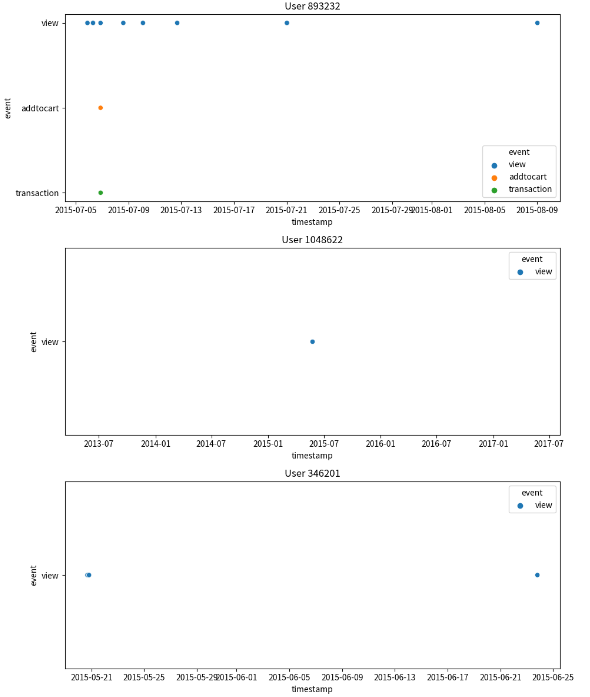 User 893232
view
addtocart
transaction
event
event
view
addtocart
transaction
2015-07-05 2015-07-09 2015-07-13 2015-07-17 2015-07-21 2015-07-25 2015-07-29 2015-08-01 2015-08-05 2015-08-09
timestamp
User 1048622
event
view
view
event
2013-07 2014-01 2014-07 2015-01 2015-07 2016-01 2016-07 2017-01 2017-07
timestamp
User 346201
event
view
view
event
2015-05-21 2015-05-25 2015-05-29 2015-06-01 2015-06-05 2015-06-09 2015-06-13 2015-06-17 2015-06-21 2015-06-25
timestamp